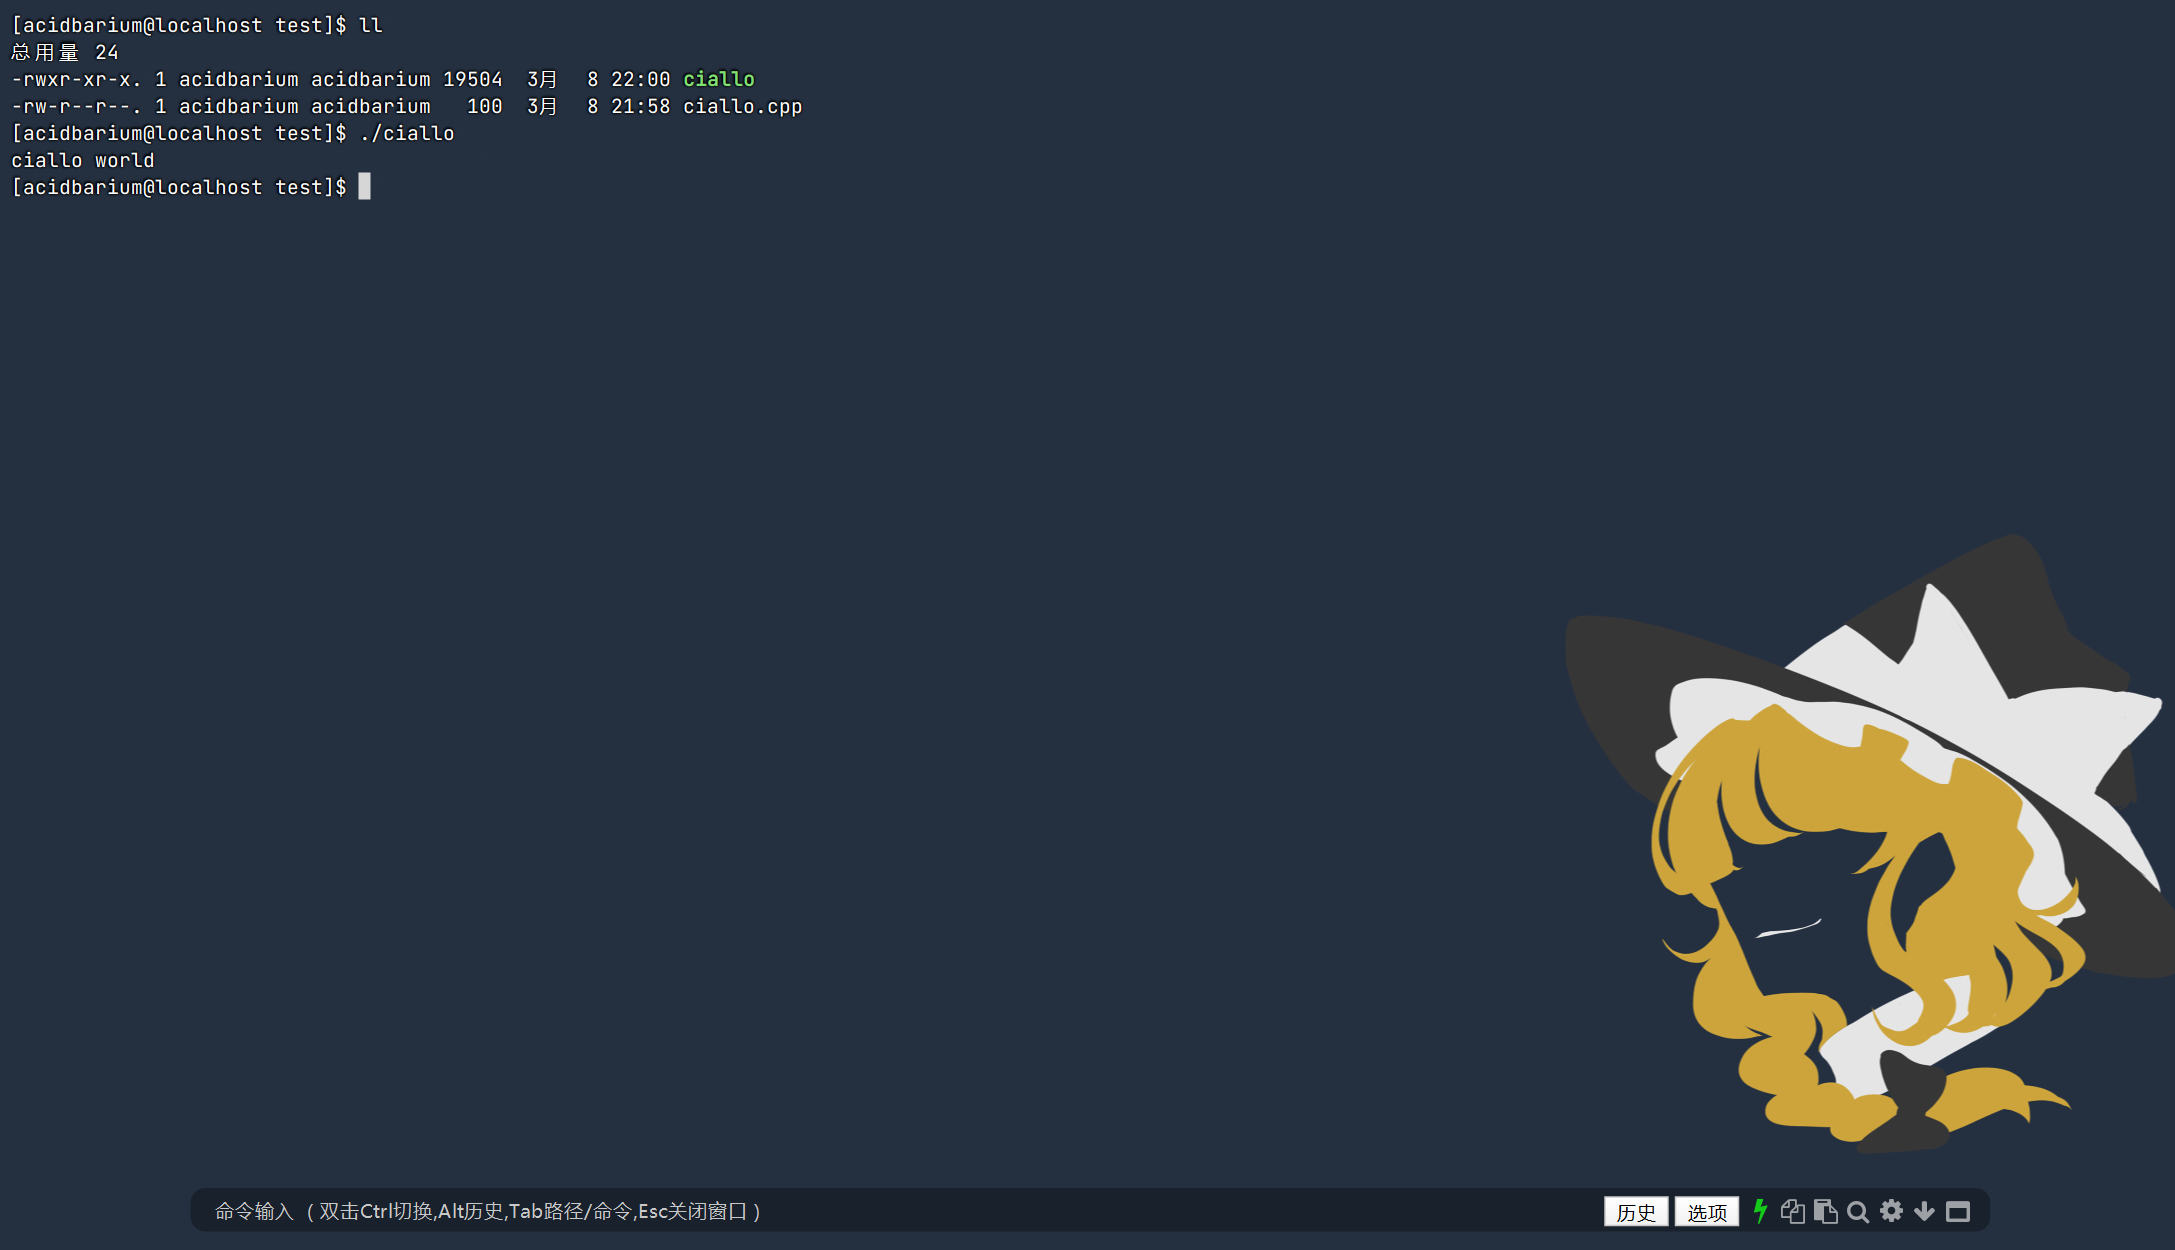 [acidbarium@localhost test]$ ll
总用量 24
-rwxr-xr-x. 1 acidbarium acidbarium 19504  3月   8 22:00 ciallo
-rw-r--r--. 1 acidbarium acidbarium   100  3月   8 21:58 ciallo.cpp
[acidbarium@localhost test]$ ./ciallo
ciallo world
[acidbarium@localhost test]$
命令输入 （双击Ctrl切换,Alt历史,Tab路径/命令,Esc关闭窗口） 历史 选项